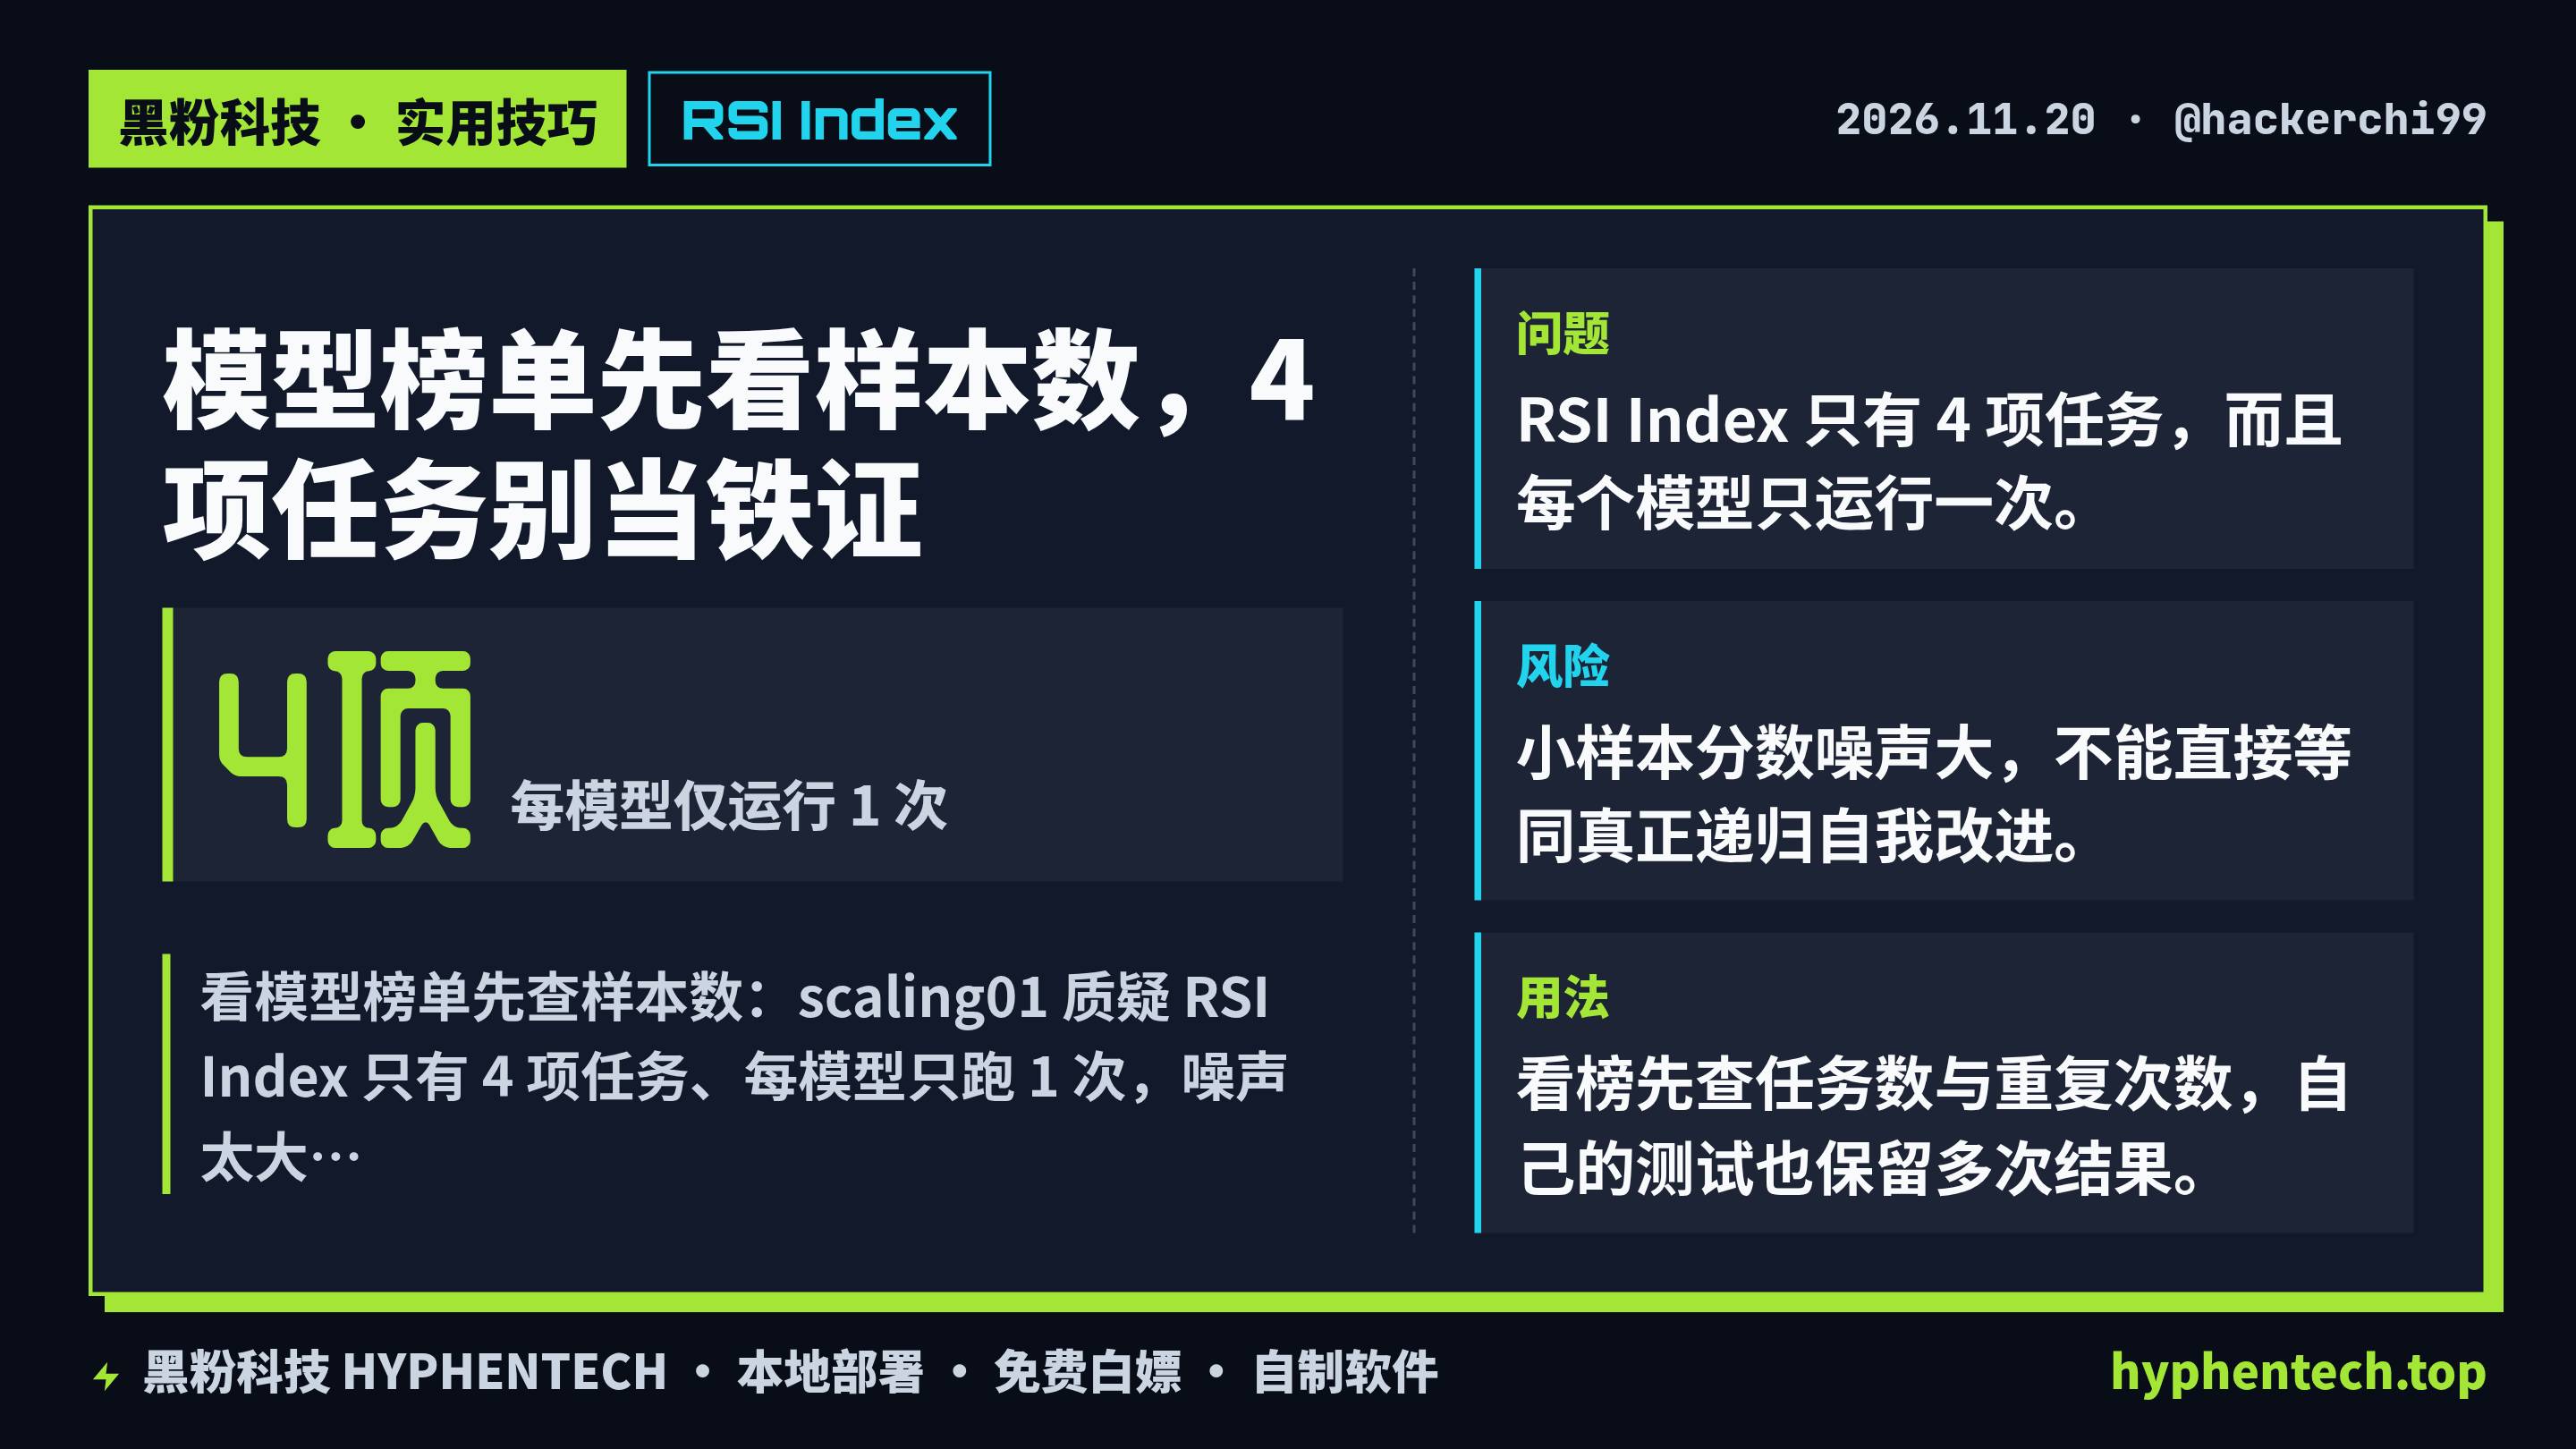 黑粉科技 · 实用技巧
RSI Index
2026.11.20 · @hackerchi99
模型榜单先看样本数，4
项任务别当铁证
4项
每模型仅运行 1 次
看模型榜单先查样本数：scaling01 质疑 RSI
Index 只有 4 项任务、每模型只跑 1 次，噪声
太大…
问题
RSI Index 只有 4 项任务，而且
每个模型只运行一次。
风险
小样本分数噪声大，不能直接等
同真正递归自我改进。
用法
看榜先查任务数与重复次数，自
己的测试也保留多次结果。
黑粉科技 HYPHENTECH · 本地部署 · 免费白嫖 · 自制软件
hyphentech.top